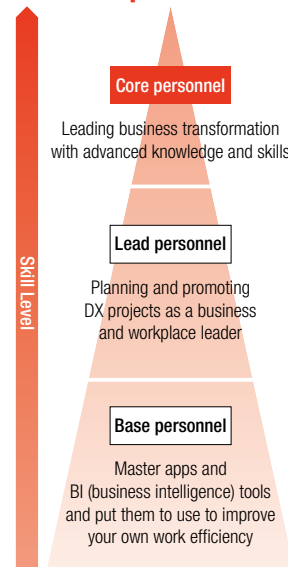 Core personnel
Leading business transformation
with advanced knowledge and skills
Lead personnel
Planning and promoting
DX projects as a business
and workplace leader
Skill Level
Base personnel
Master apps and
BI (business intelligence) tools
and put them to use to improve
your own work efficiency